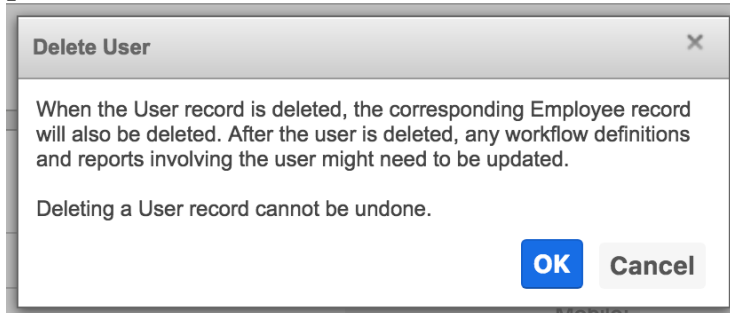 Delete User
When the User record is deleted, the corresponding Employee record
will also be deleted. After the user is deleted, any workflow definitions
and reports involving the user might need to be updated.
Deleting a User record cannot be undone.
OK Cancel